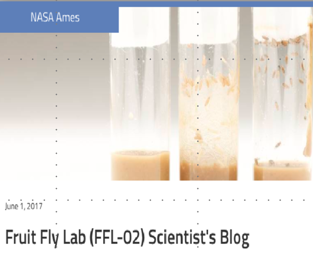 NASA Ames
June 1, 2017
Fruit Fly Lab (FFL-02) Scientist's Blog